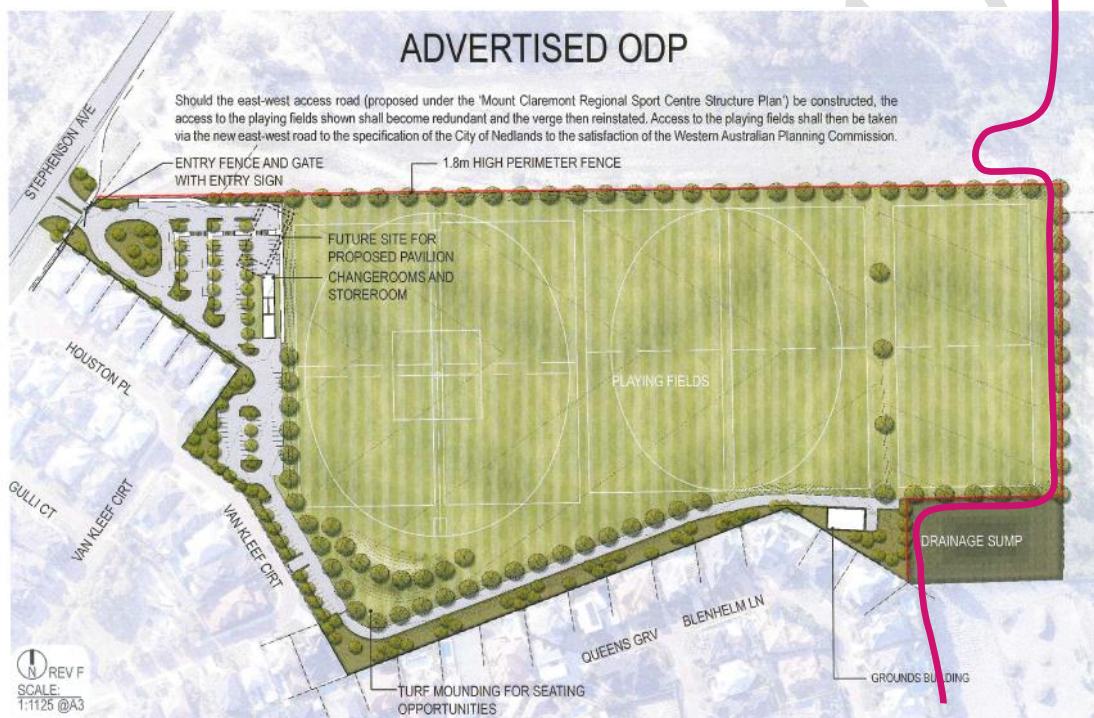 ADVERTISED ODP
Should the east-west access road (proposed under the 'Mount Claremont Regional Sport Centre Structure Plan') be constructed, the
access to the playing fields shown shall become redundant and the verge then reinstated. Access to the playing fields shall then be taken
via the new east-west road to the specification of the City of Nedlands to the satisfaction of the Western Australian Planning Commission.
STEPHENSON AVE
ENTRY FENCE AND GATE
WITH ENTRY SIGN
1.8m HIGH PERIMETER FENCE
FUTURE SITE FOR
PROPOSED PAVILION
CHANGEROOMS AND
STOREROOM
HOUSTON PL
PLAYING FIELDS
GULLI CT
VAN KLEEF CIRT
VAN KLEEF CIRT
DRAINAGE SUMP
BLENHELM LN
QUEENS GRV
GROUNDS BUILDING
TURF MOUNDING FOR SEATING
OPPORTUNITIES
N
REV F
SCALE:
1:1125 @A3